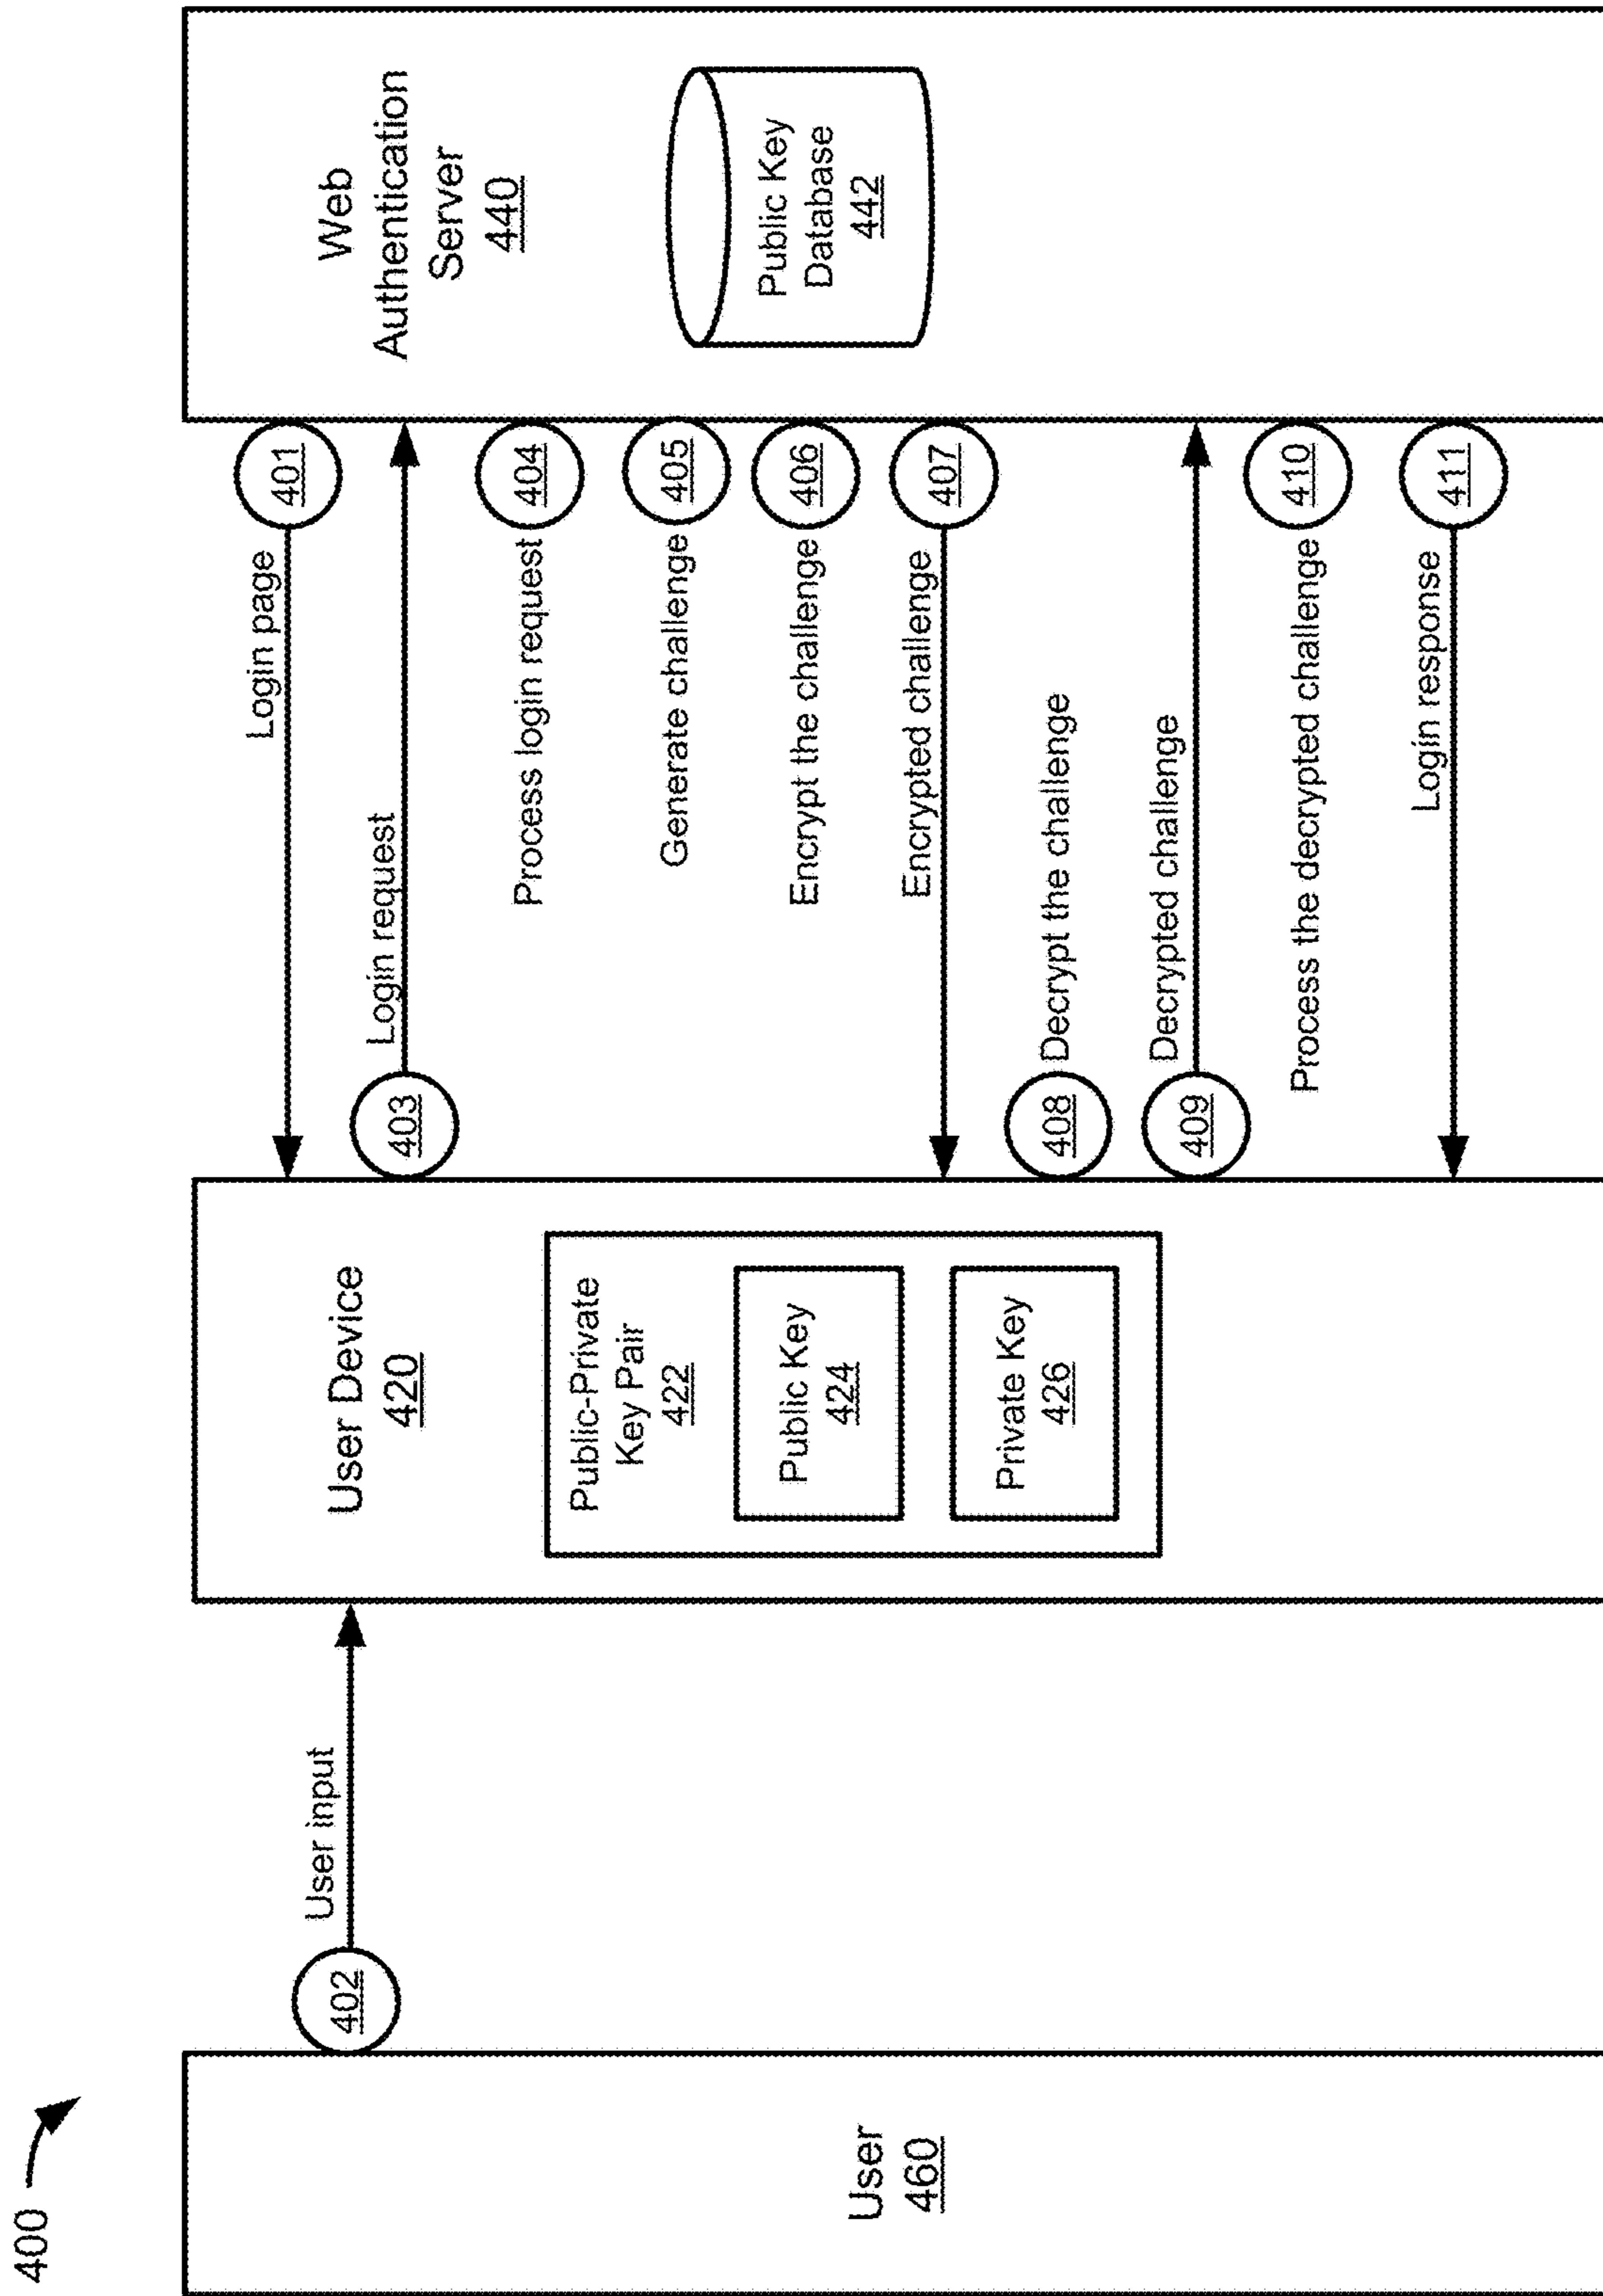 400
User
460
402
User input
User Device
420
Public-Private
Key Pair
422
Public Key
424
Private Key
426
Login page
401
403
Login request
Process login request
404
Generate challenge
405
Encrypt the challenge
406
Encrypted challenge
407
408
Decrypt the challenge
409
Decrypted challenge
Process the decrypted challenge
410
Login response
411
Web
Authentication
Server
440
Public Key
Database
442